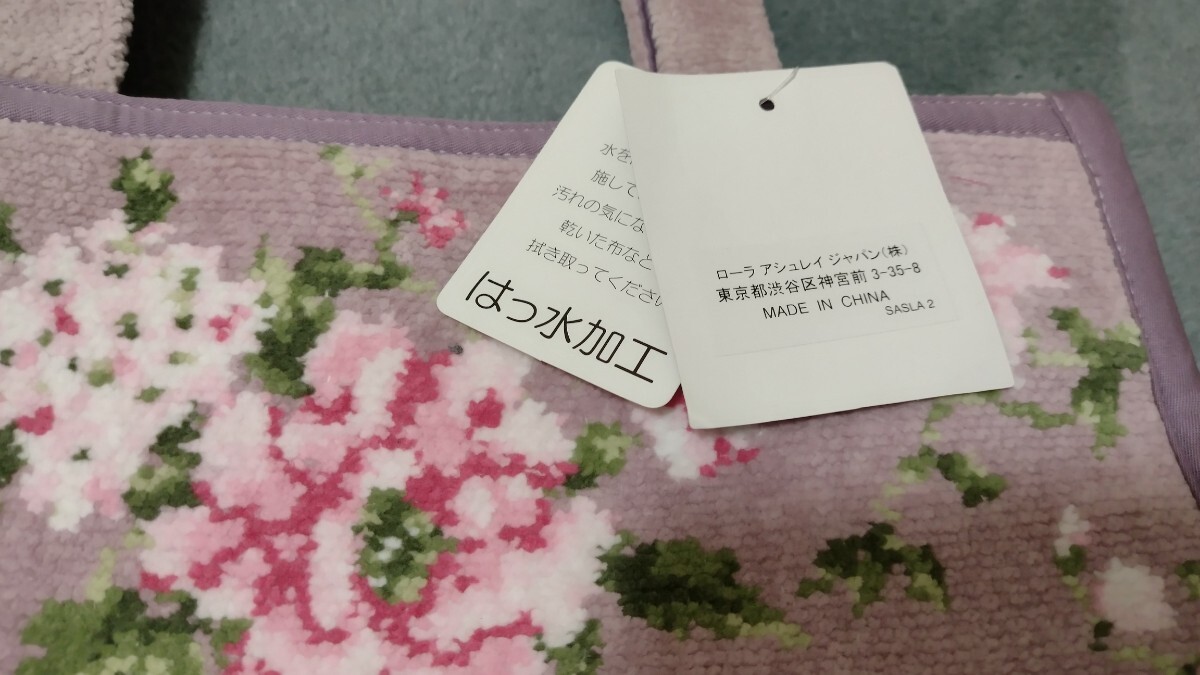 水を
施して
汚れの気にな
乾いた布など
拭き取ってください
はっ水加工
ローラ アシュレイ ジャパン(株)
東京都渋谷区神宮前 3-35-8
MADE IN CHINA
SASLA 2